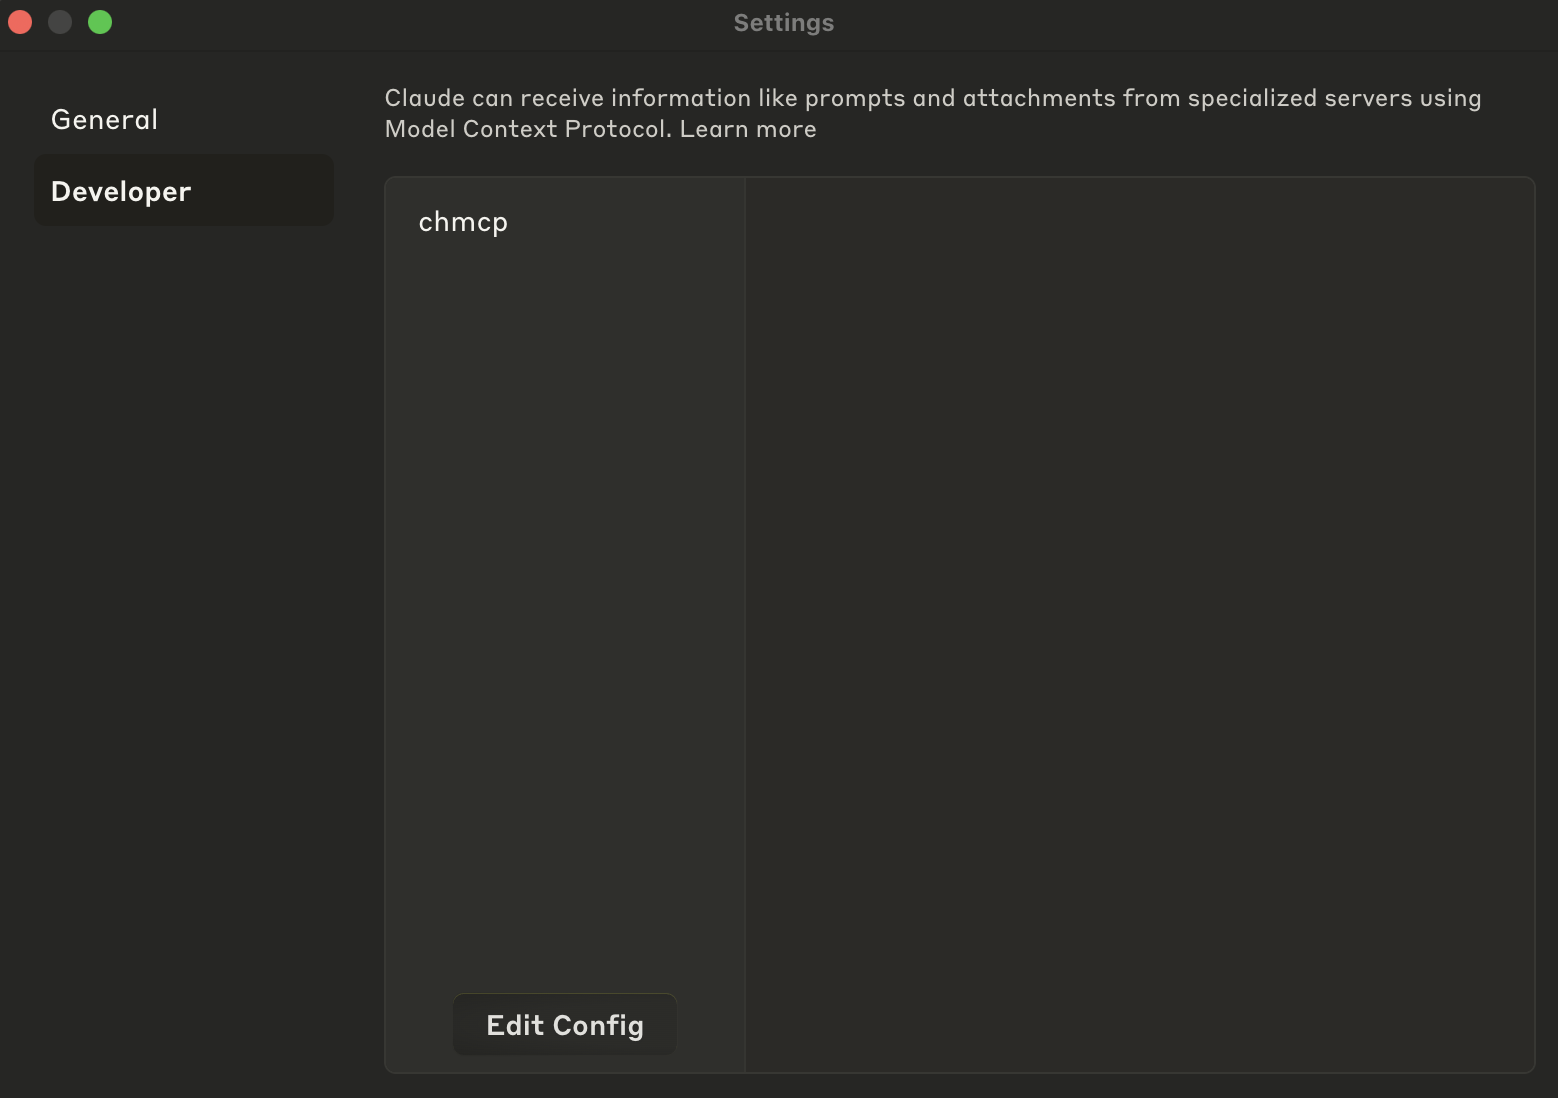 Settings
General
Developer
Claude can receive information like prompts and attachments from specialized servers using
Model Context Protocol. Learn more
chmcp
Edit Config